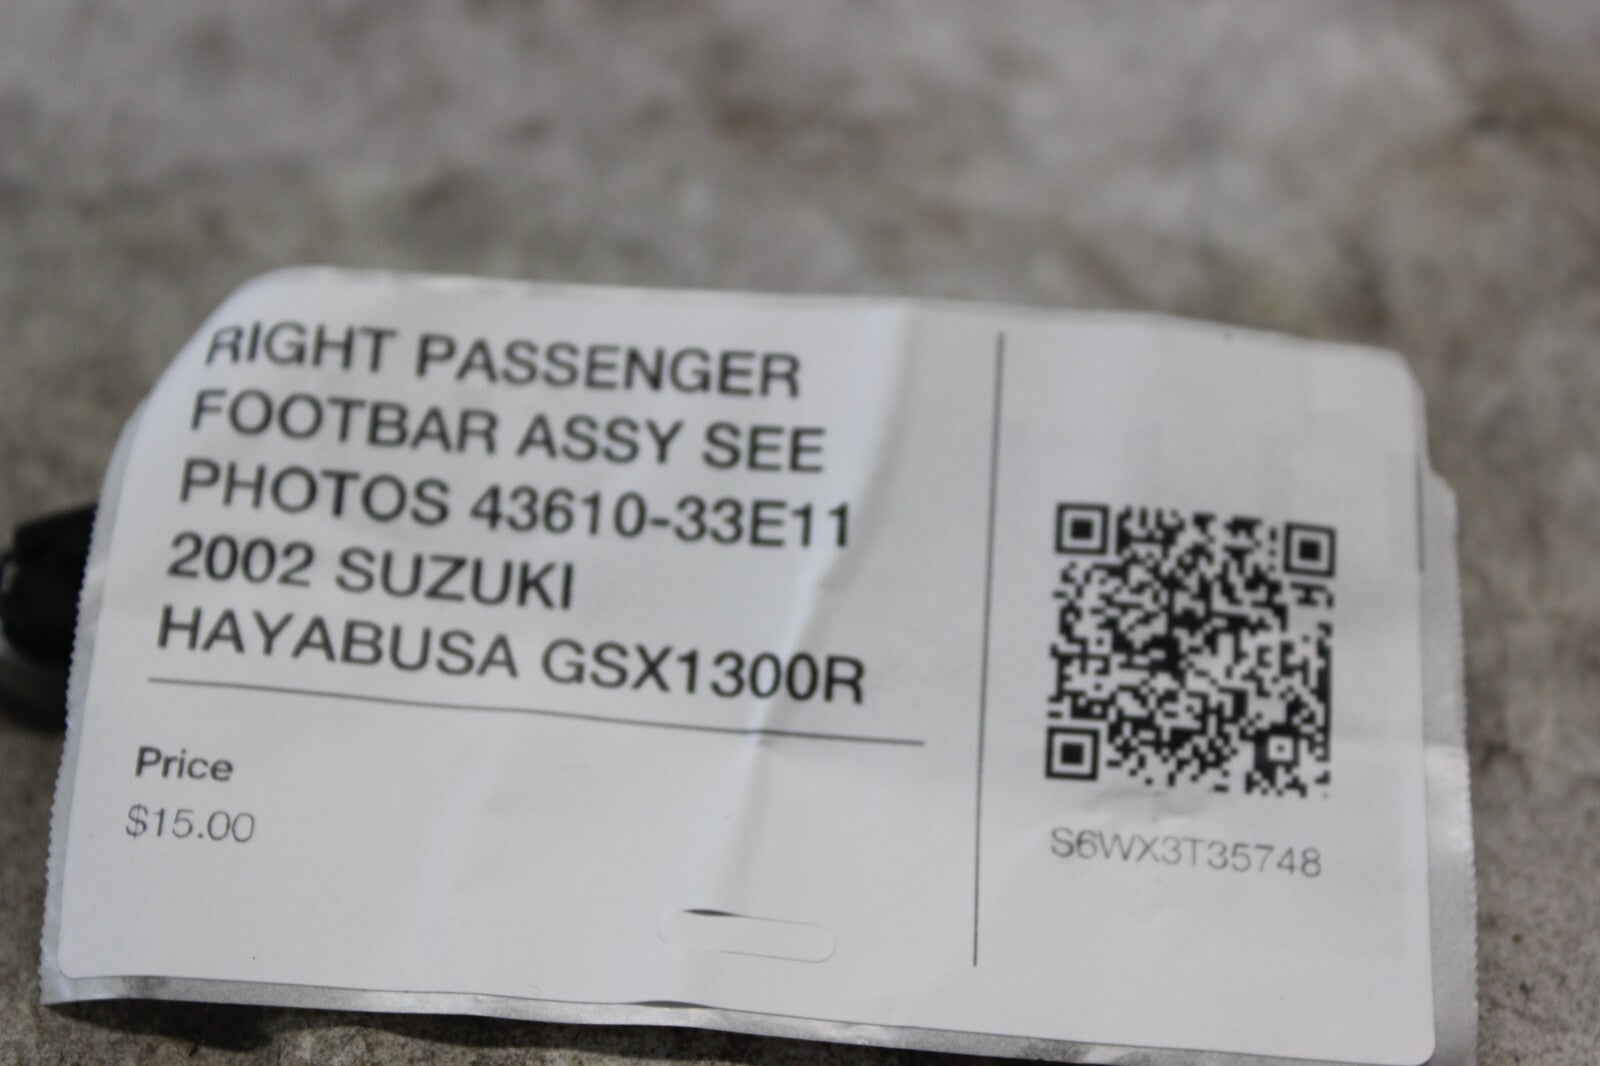 RIGHT PASSENGER
FOOTBAR ASSY SEE
PHOTOS 43610-33E11
2002 SUZUKI
HAYABUSA GSX1300R
Price
$15.00
S6WX3T35748